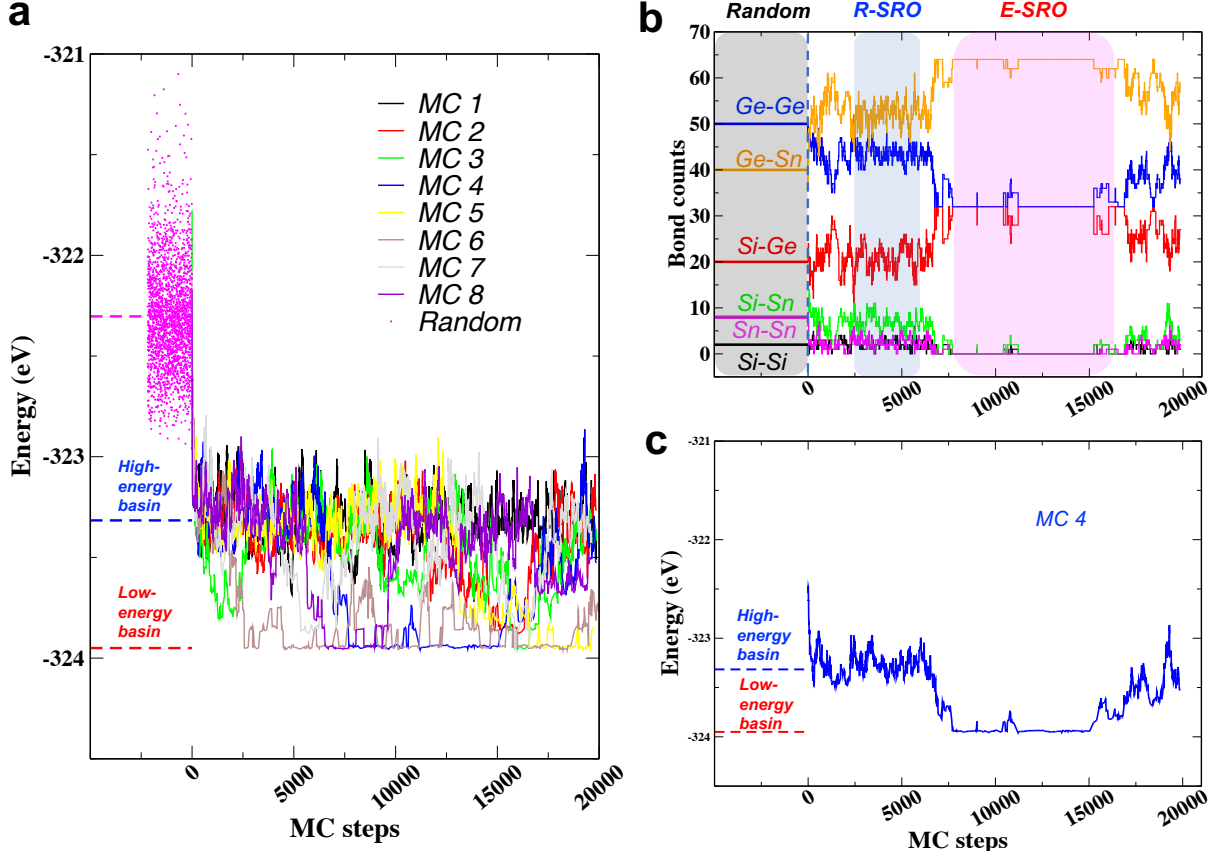 a
-321
-322
-323
-324
Energy (eV)
MC 1
MC 2
MC 3
MC 4
MC 5
MC 6
MC 7
MC 8
Random
High-
energy
basin
Low-
energy
basin
0
5000
10000
15000
20000
MC steps
b
Random
R-SRO
E-SRO
70
60
50
40
30
20
10
0
Bond counts
Ge-Ge
Ge-Sn
Si-Ge
Si-Sn
Sn-Sn
Si-Si
0
5000
10000
15000
20000
c
-321
-322
-323
-324
Energy (eV)
MC 4
High-
energy
basin
Low-
energy
basin
0
5000
10000
15000
20000
MC steps